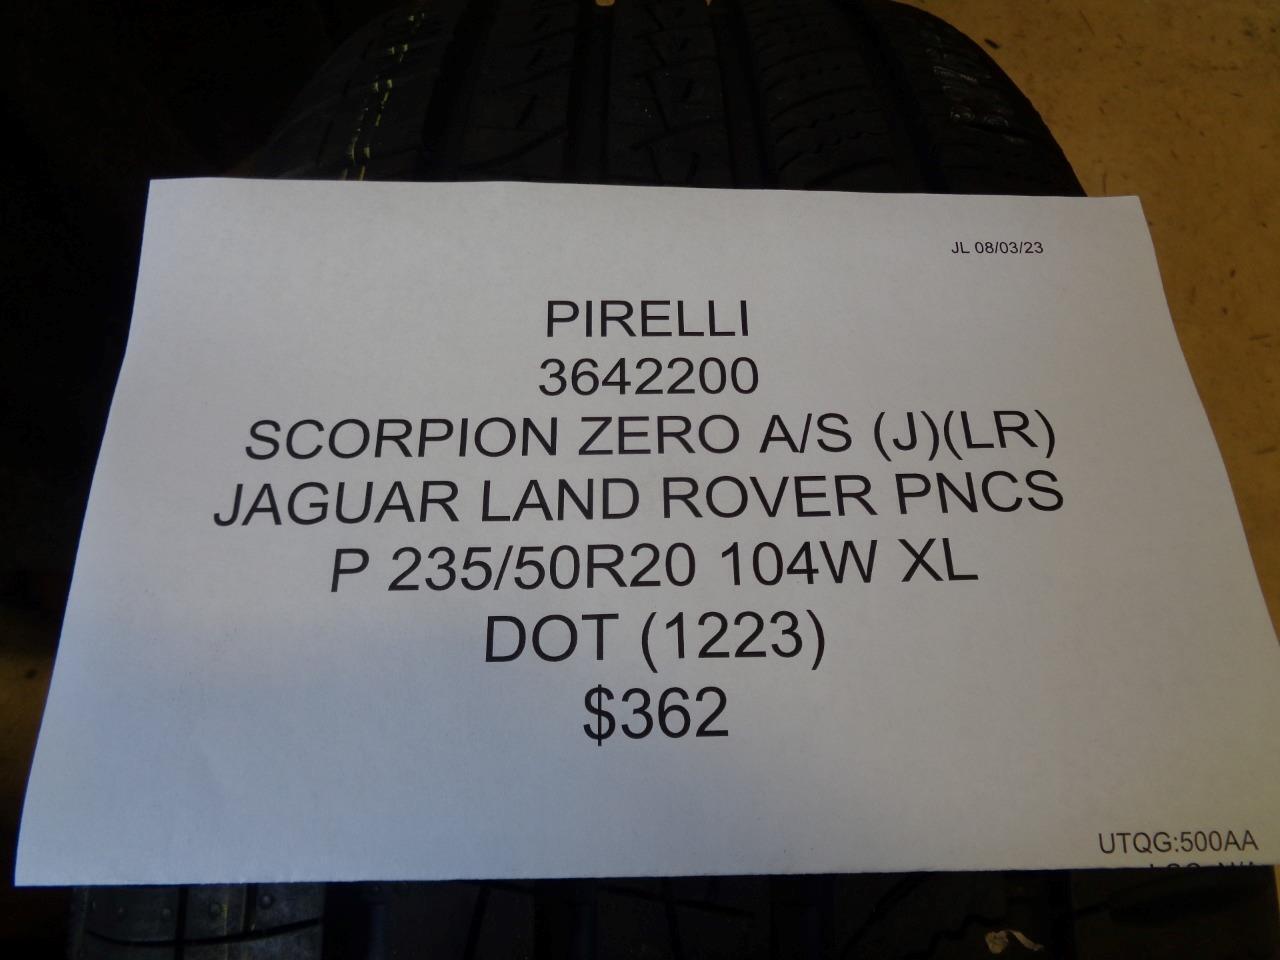 JL 08/03/23
PIRELLI
3642200
SCORPION ZERO A/S (J)(LR)
JAGUAR LAND ROVER PNCS
P 235/50R20 104W XL
DOT (1223)
$362
UTQG:500AA